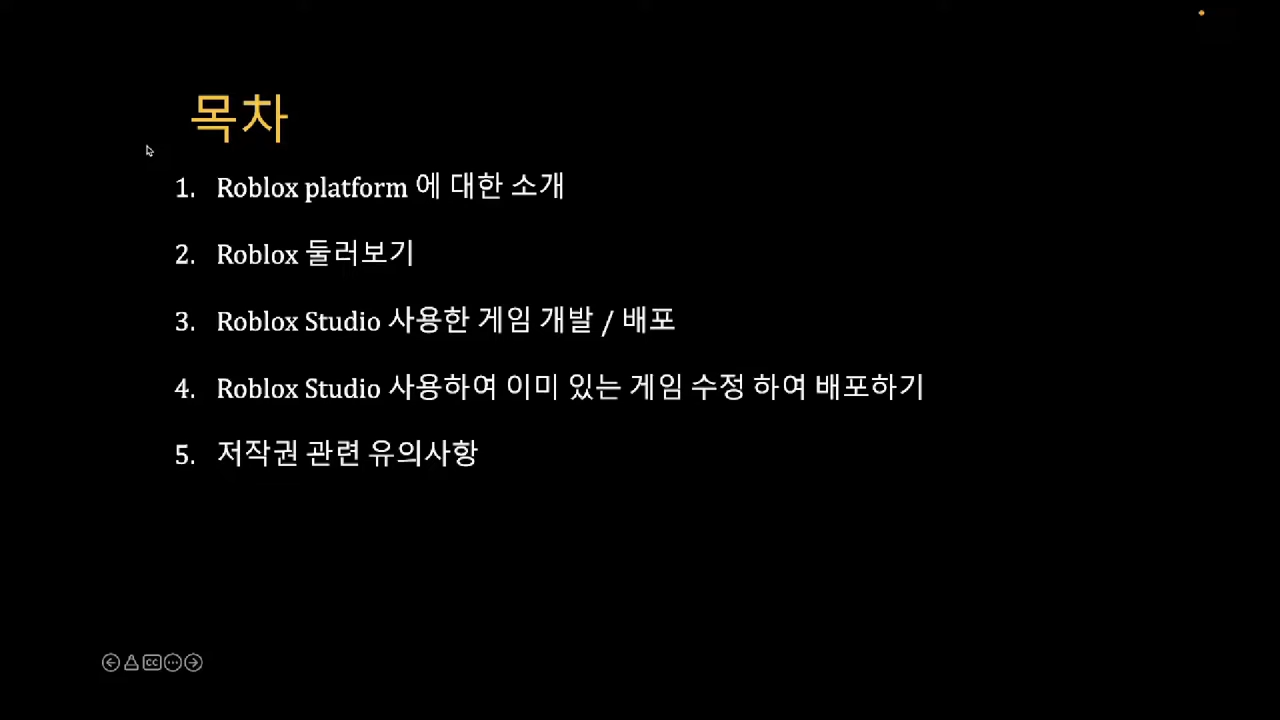 목차
1. Roblox platform 에 대한 소개
2. Roblox 둘러보기
3. Roblox Studio 사용한 게임 개발 / 배포
4. Roblox Studio 사용하여 이미 있는 게임 수정 하여 배포하기
5. 저작권 관련 유의사항
CC